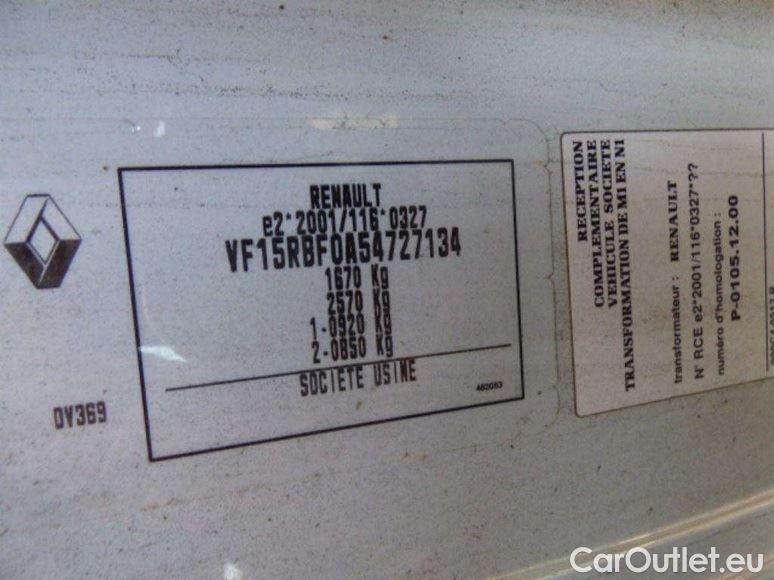 RENAULT
e2*2001/116*0327
VF15RBF0A54727134
1670 Kg
2570 Kg
1-0920 Kg
2-0850 Kg
SOCIETE USINE
482053
OV369
RECEPTION
COMPLEMENTAIRE
VEHICULE SOCIETE
TRANSFORMATION DE M1 EN N1
transformateur : RENAULT
N° RCE e2*2001/116*0327*??
numéro d'homologation :
P-0105.12.00
CarOutlet.eu